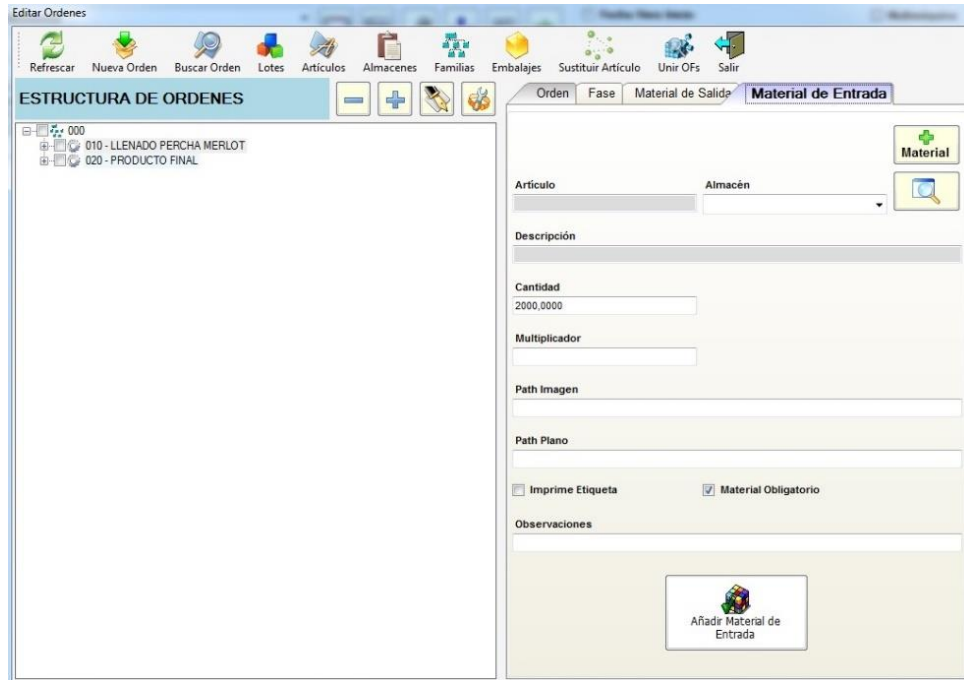 Editar Ordenes
Refrescar Nueva Orden Buscar Orden Lotes Artículos Almacenes Familias Embalajes Sustituir Artículo Unir OFs Salir
ESTRUCTURA DE ORDENES
Orden Fase Material de Salida Material de Entrada
000
010 - LLENADO PERCHA MERLOT
020 - PRODUCTO FINAL
Material
Artículo Almacén
Descripción
Cantidad
2000,0000
Multiplicador
Path Imagen
Path Plano
Imprime Etiqueta Material Obligatorio
Observaciones
Añadir Material de
Entrada